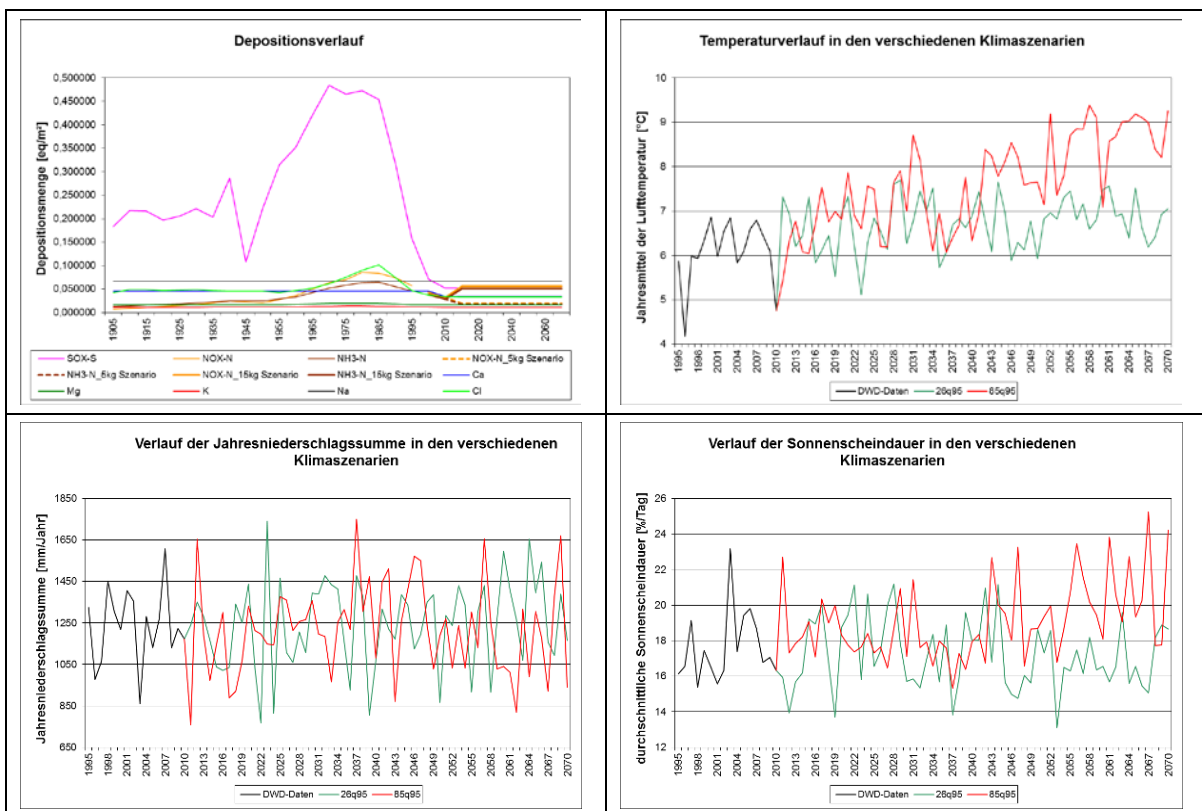 Depositionsverlauf
Depositionsmenge [eq/m²]
0,500000
0,450000
0,400000
0,350000
0,300000
0,250000
0,200000
0,150000
0,100000
0,050000
0,000000
1905 1915 1925 1935 1945 1955 1965 1975 1985 1995 2010 2020 2040 2060
SOX-S NOX-N NH3-N NOX-N_5kg Szenario
NH3-N_5kg Szenario NOX-N_15kg Szenario NH3-N_15kg Szenario Ca
Mg K Na Cl
Temperaturverlauf in den verschiedenen Klimaszenarien
Jahresmittel der Lufttemperatur [°C]
10
9
8
7
6
5
4
1995 1998 2001 2004 2007 2010 2013 2016 2019 2022 2025 2028 2031 2034 2037 2040 2043 2046 2049 2052 2055 2058 2061 2064 2067 2070
DWD-Daten 26q95 85q95
Verlauf der Jahresniederschlagssumme in den verschiedenen
Klimaszenarien
Jahresniederschlagssumme [mm/Jahr]
1850
1650
1450
1250
1050
850
650
1995 1998 2001 2004 2007 2010 2013 2016 2019 2022 2025 2028 2031 2034 2037 2040 2043 2046 2049 2052 2055 2058 2061 2064 2067 2070
DWD-Daten 26q95 85q95
Verlauf der Sonnenscheindauer in den verschiedenen
Klimaszenarien
durchschnittliche Sonnenscheindauer [%/Tag]
26
24
22
20
18
16
14
12
1995 1998 2001 2004 2007 2010 2013 2016 2019 2022 2025 2028 2031 2034 2037 2040 2043 2046 2049 2052 2055 2058 2061 2064 2067 2070
DWD-Daten 26q95 85q95